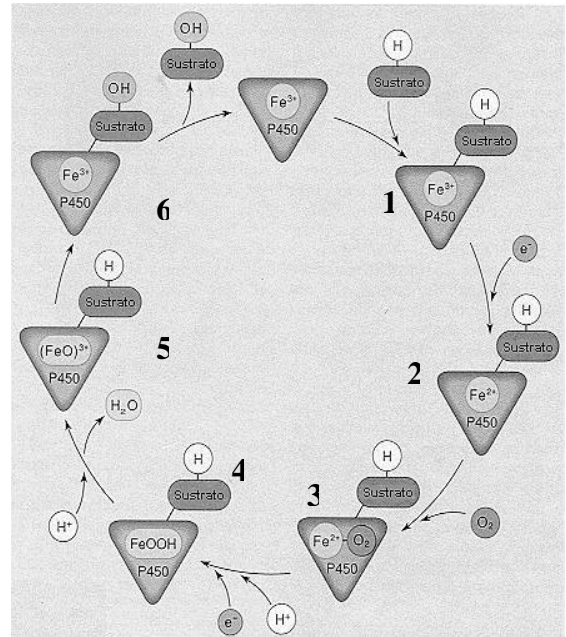 OH
Sustrato
OH
Sustrato
Fe³⁺
P450
6
Fe³⁺
P450
H
Sustrato
H
Sustrato
Fe³⁺
P450
1
e⁻
H
Sustrato
Fe²⁺
P450
2
O₂
H
Sustrato
3
Fe²⁺-O₂
P450
H⁺
e⁻
H
Sustrato
4
FeOOH
P450
H⁺
H₂O
H
Sustrato
(FeO)³⁺
P450
5